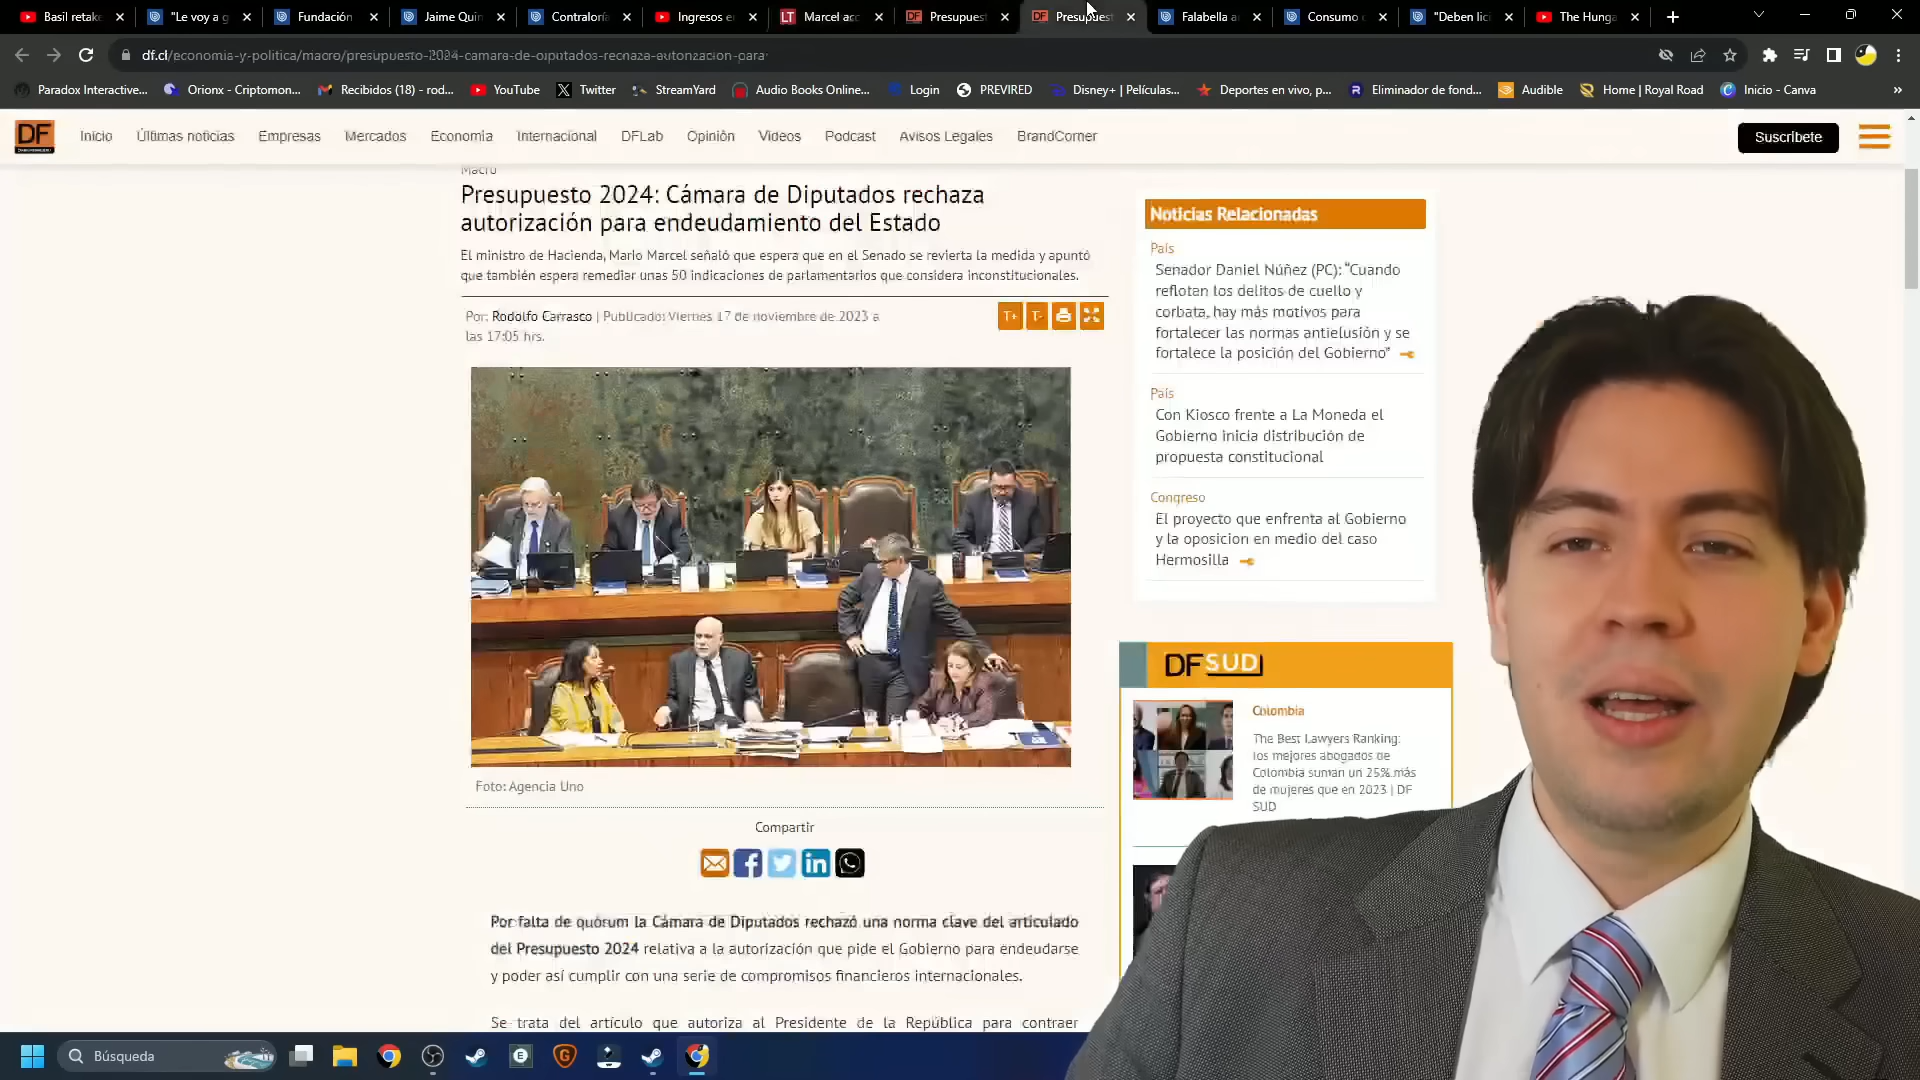 Basil retak
"Le voy a g
Fundación
Jaime Quin
Contraloría
Ingresos e
LT Marcel acc
DF Presupuest
DF Presupuest
Falabella a
Consumo
"Deben lici
The Hunga
df.cl/economia-y-politica/macro/presupuesto-2024-camara-de-diputados-rechaza-autorizacion-para
Paradox Interactive...
Orionx - Criptomon...
Recibidos (18) - rod...
YouTube
Twitter
StreamYard
Audio Books Online...
Login
PREVIRED
Disney+ | Películas...
Deportes en vivo, p...
Eliminador de fond...
Audible
Home | Royal Road
Inicio - Canva
»
DF
Inicio
Últimas noticias
Empresas
Mercados
Economía
Internacional
DFLab
Opinión
Videos
Podcast
Avisos Legales
BrandCorner
Suscríbete
Macro
Presupuesto 2024: Cámara de Diputados rechaza
autorización para endeudamiento del Estado
El ministro de Hacienda, Mario Marcel señaló que espera que en el Senado se revierta la medida y apuntó
que también espera remediar unas 50 indicaciones de parlamentarios que considera inconstitucionales.
Por: Rodolfo Carrasco | Publicado: Viernes 17 de noviembre de 2023 a
las 17:05 hrs.
T+ T-
Foto: Agencia Uno
Compartir
Por falta de quórum la Cámara de Diputados rechazó una norma clave del articulado
del Presupuesto 2024 relativa a la autorización que pide el Gobierno para endeudarse
y poder así cumplir con una serie de compromisos financieros internacionales.
Se trata del artículo que autoriza al Presidente de la República para contraer
Noticias Relacionadas
País
Senador Daniel Núñez (PC): "Cuando
reflotan los delitos de cuello y
corbata, hay más motivos para
fortalecer las normas antielusión y se
fortalece la posición del Gobierno"
País
Con Kiosco frente a La Moneda el
Gobierno inicia distribución de
propuesta constitucional
Congreso
El proyecto que enfrenta al Gobierno
y la oposicion en medio del caso
Hermosilla
DF SUD
Colombia
The Best Lawyers Ranking:
los mejores abogados de
Colombia suman un 25% más
de mujeres que en 2023 | DF
SUD
Búsqueda